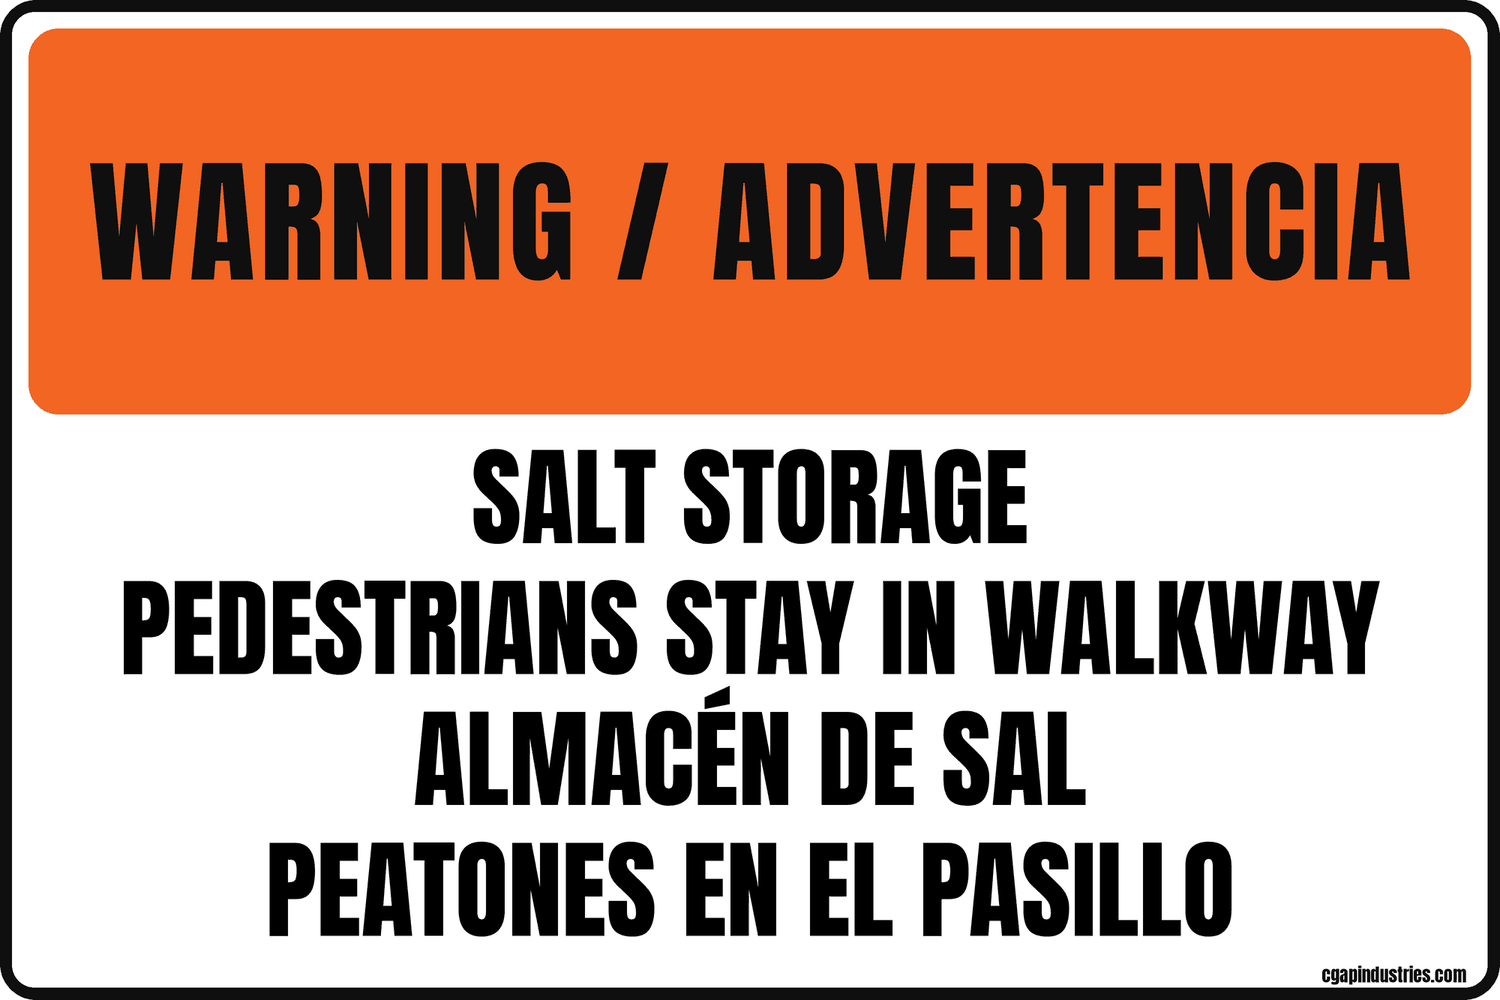 WARNING / ADVERTENCIA
SALT STORAGE
PEDESTRIANS STAY IN WALKWAY
ALMACÉN DE SAL
PEATONES EN EL PASILLO
cgapindustries.com